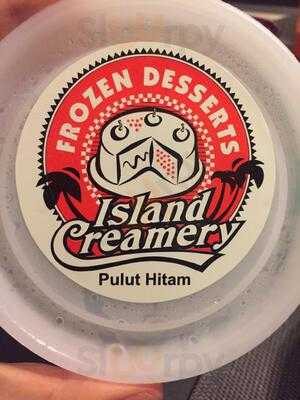 FROZEN DESSERTS
Island
Creamery
Pulut Hitam